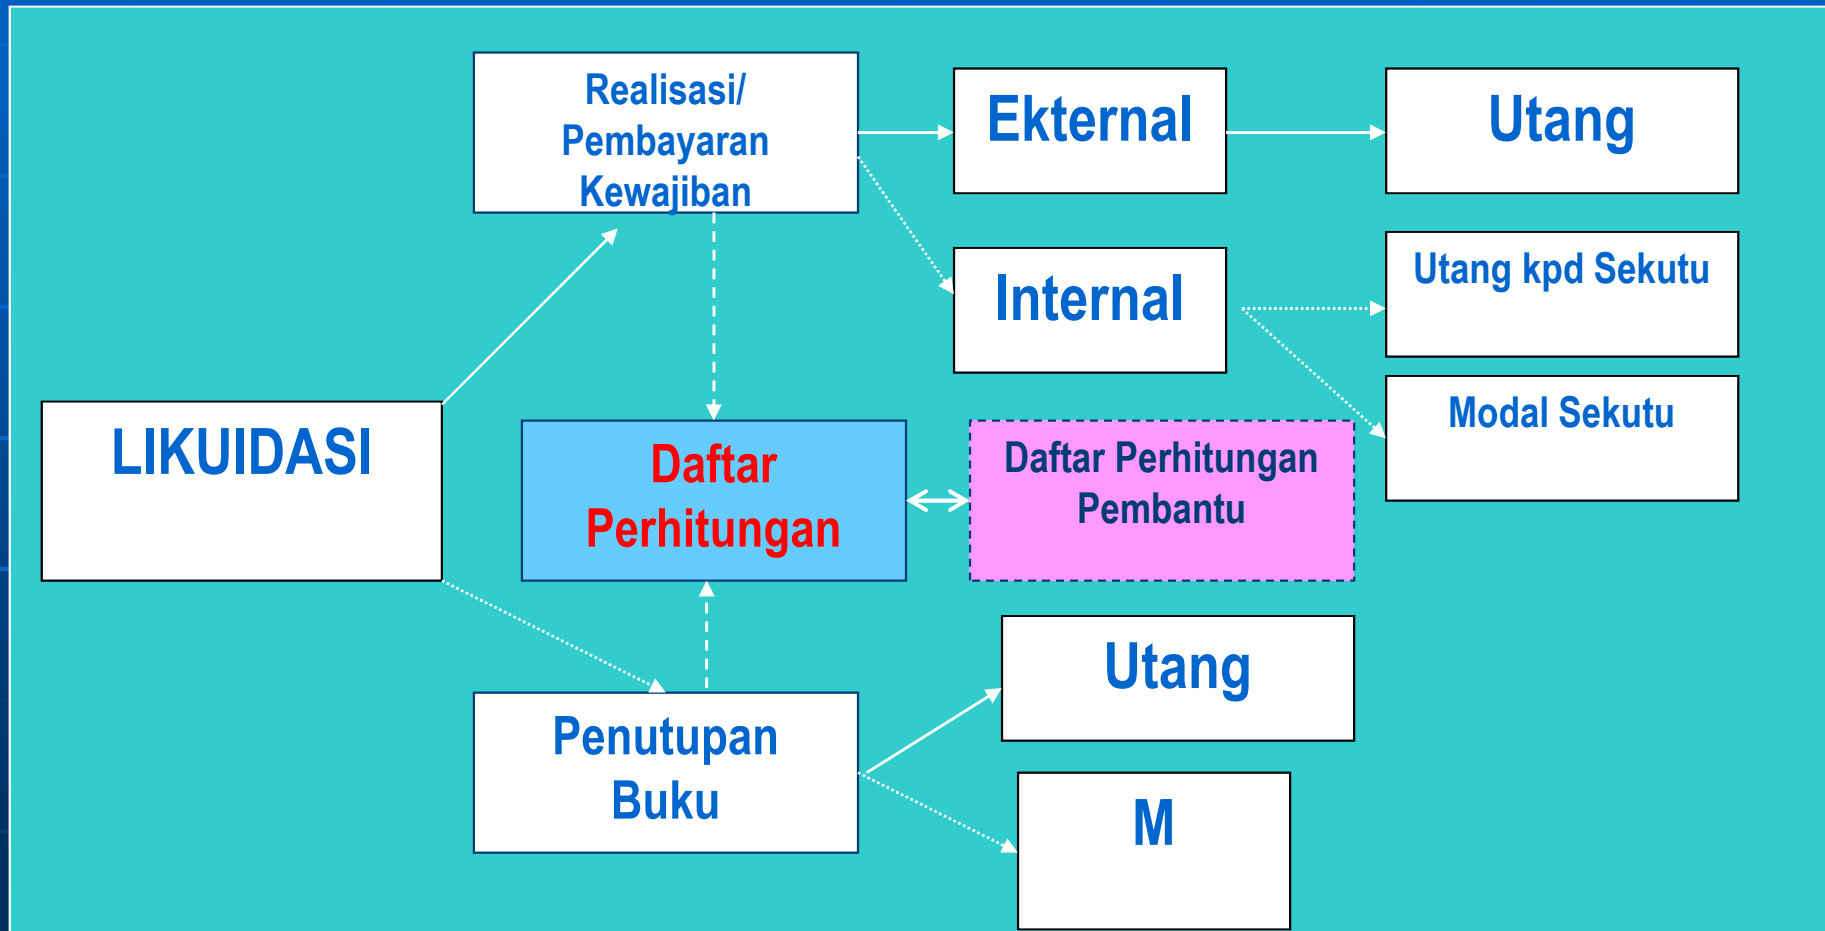 Realisasi/
Pembayaran
Kewajiban
Ekternal
Utang
Internal
Utang kpd Sekutu
Modal Sekutu
LIKUIDASI
Daftar
Perhitungan
Daftar Perhitungan
Pembantu
Utang
Penutupan
Buku
M